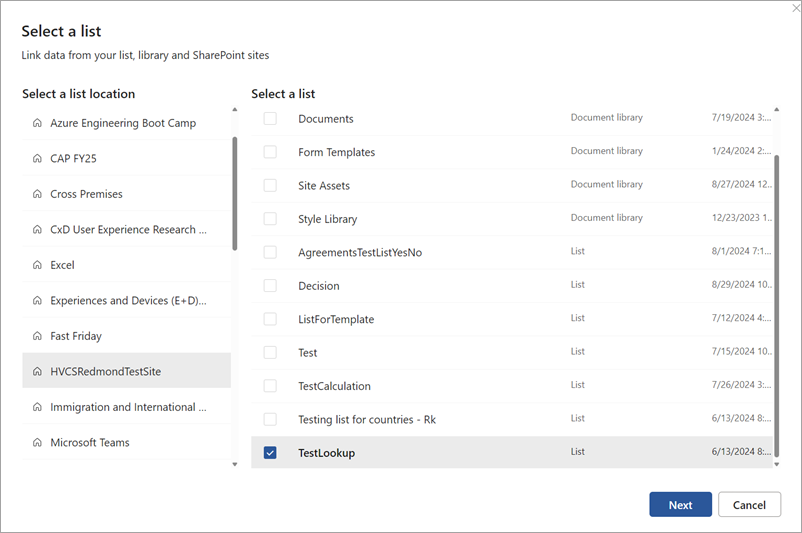 Select a list
Link data from your list, library and SharePoint sites
Select a list location
Azure Engineering Boot Camp
CAP FY25
Cross Premises
CxD User Experience Research ...
Excel
Experiences and Devices (E+D)...
Fast Friday
HVCSRedmondTestSite
Immigration and International ...
Microsoft Teams
Select a list
Documents Document library 7/19/2024 3:...
Form Templates Document library 1/24/2024 2:...
Site Assets Document library 8/27/2024 12..
Style Library Document library 12/23/2023 1..
AgreementsTestListYesNo List 8/1/2024 7:1...
Decision List 8/29/2024 10..
ListForTemplate List 7/12/2024 4:...
Test List 7/15/2024 10..
TestCalculation List 7/26/2024 3:...
Testing list for countries - Rk List 6/13/2024 8:...
TestLookup List 6/13/2024 8:...
Next Cancel